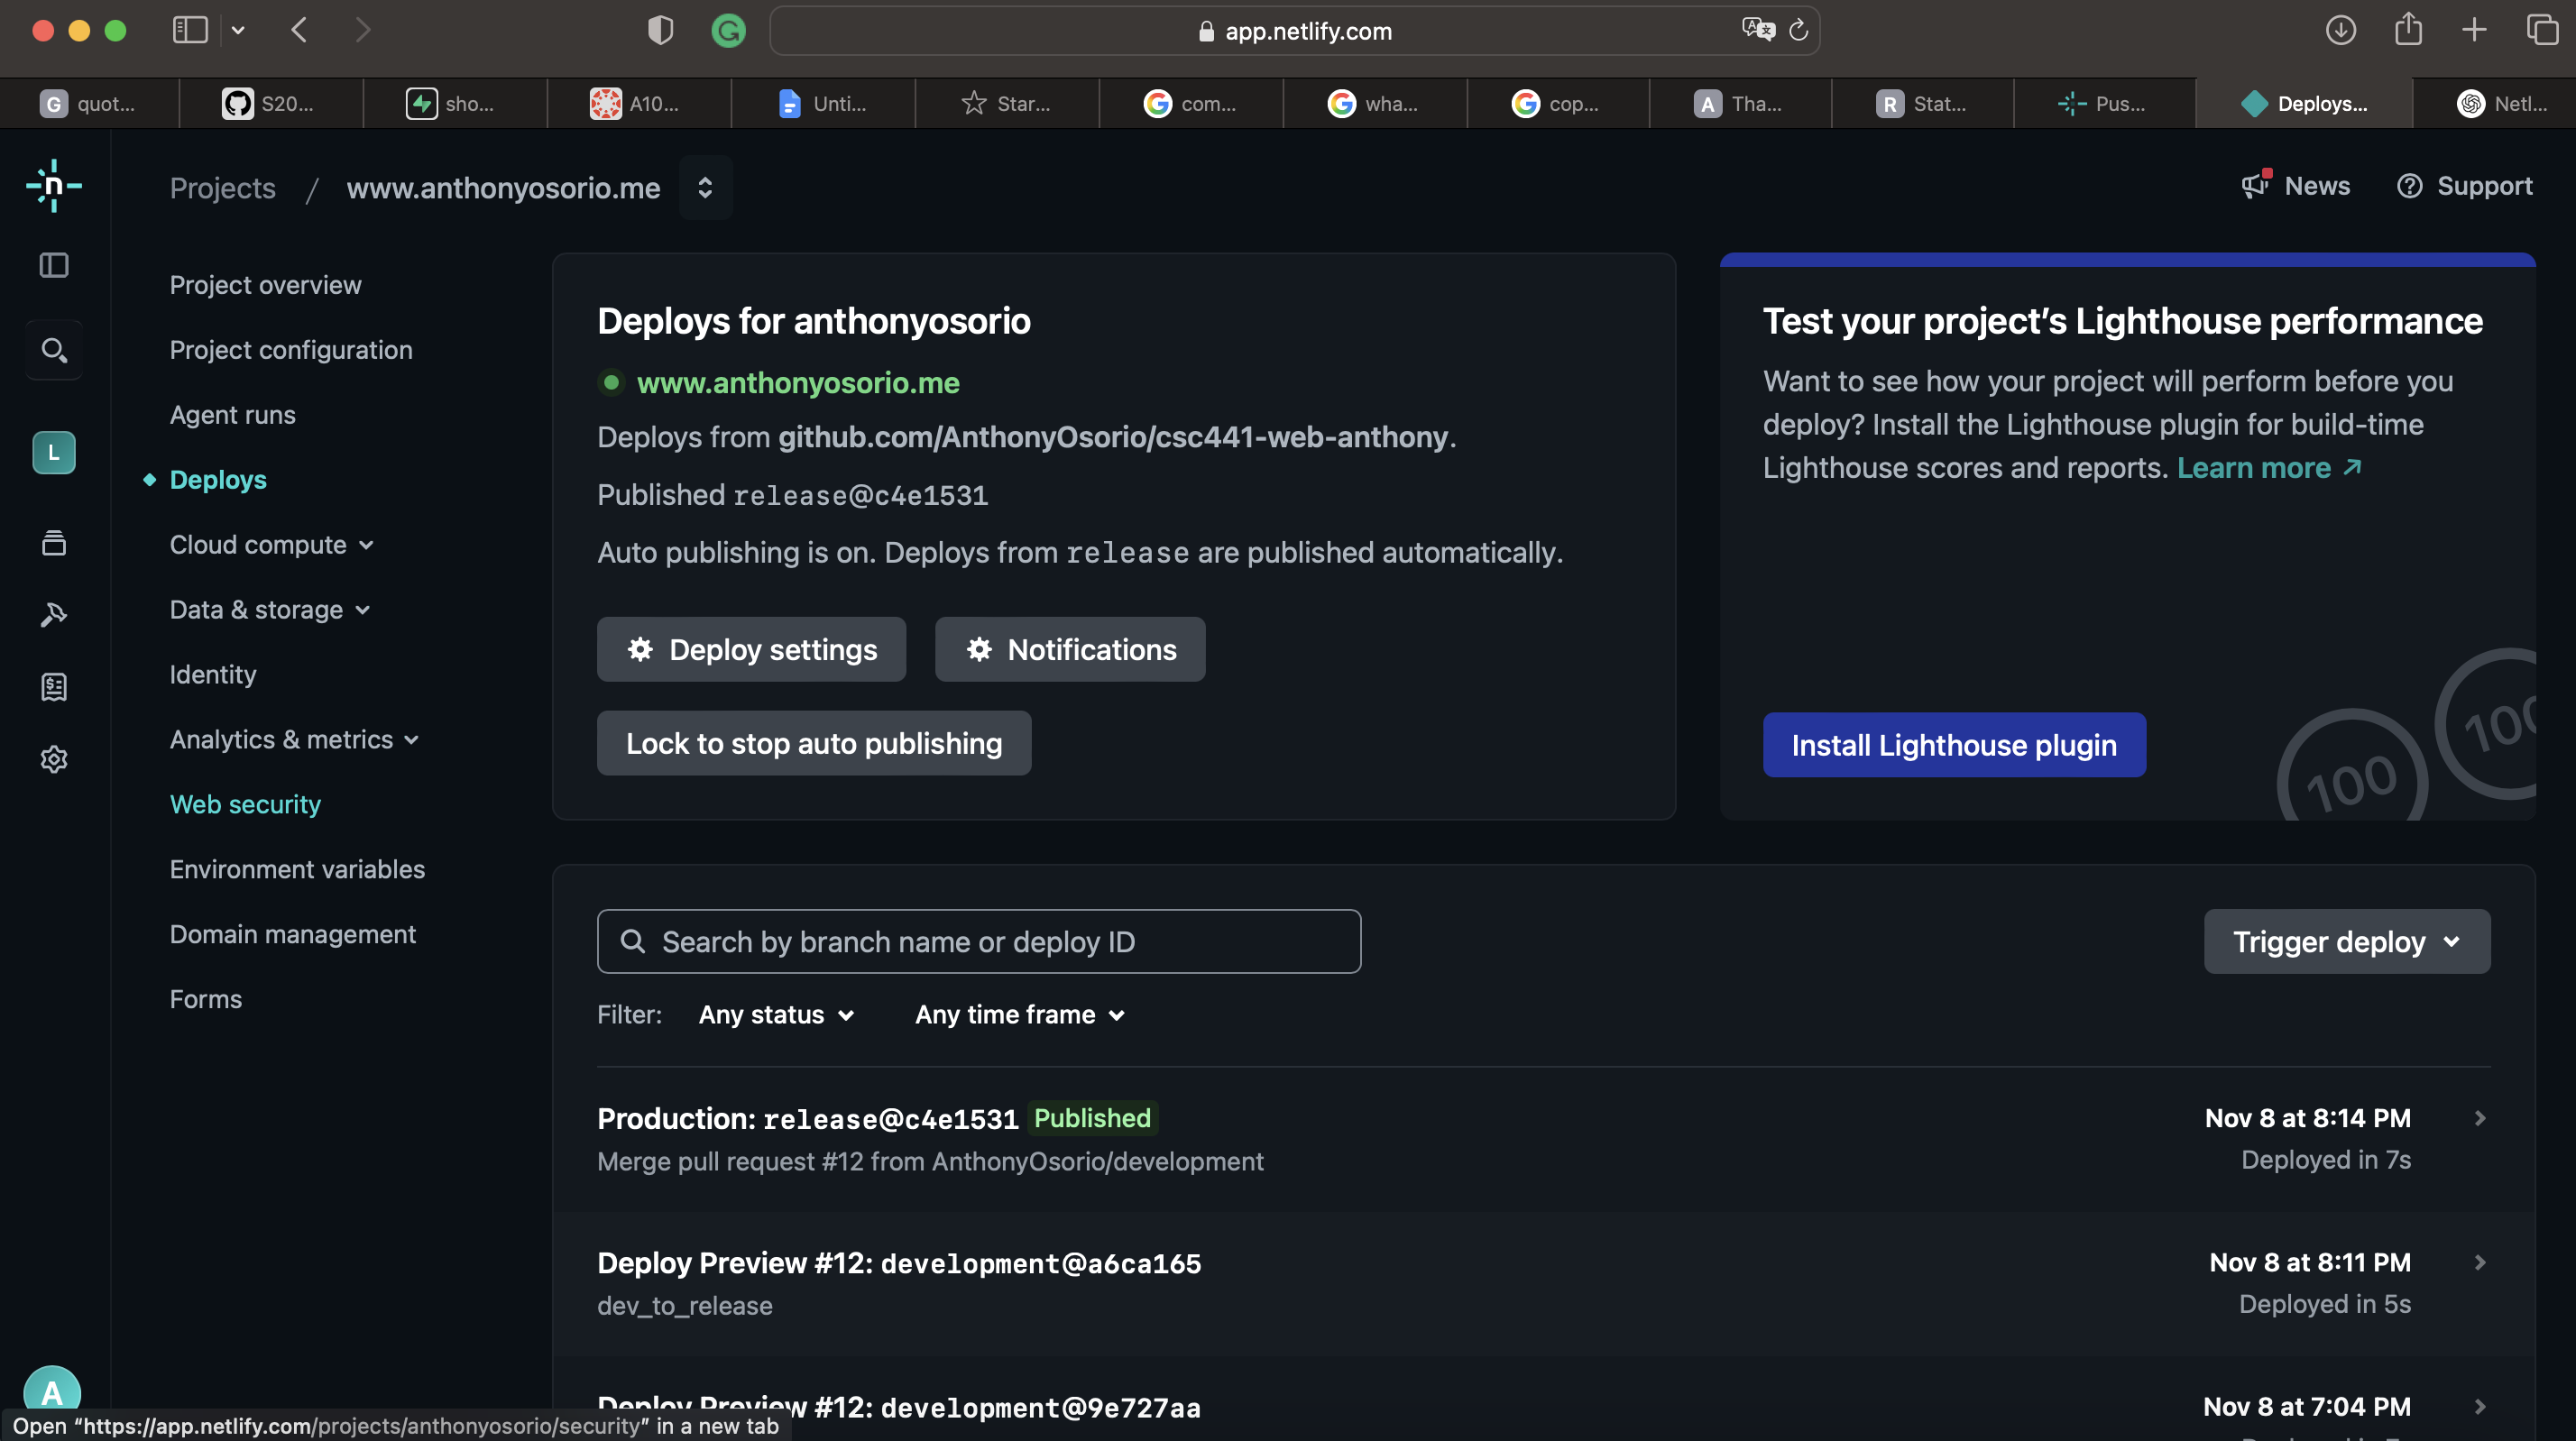 app.netlify.com
G quot...
S20...
sho...
A10...
Unti...
Star...
com...
wha...
cop...
A Tha...
R Stat...
Pus...
Deploys...
Netl...
n
Projects / www.anthonyosorio.me
News
Support
L
A
Project overview
Project configuration
Agent runs
Deploys
Cloud compute
Data & storage
Identity
Analytics & metrics
Web security
Environment variables
Domain management
Forms
Deploys for anthonyosorio
www.anthonyosorio.me
Deploys from github.com/AnthonyOsorio/csc441-web-anthony.
Published release@c4e1531
Auto publishing is on. Deploys from release are published automatically.
Deploy settings
Notifications
Lock to stop auto publishing
Test your project's Lighthouse performance
Want to see how your project will perform before you
deploy? Install the Lighthouse plugin for build-time
Lighthouse scores and reports. Learn more ↗
Install Lighthouse plugin
100
100
Search by branch name or deploy ID
Trigger deploy
Filter: Any status Any time frame
Production: release@c4e1531 Published
Nov 8 at 8:14 PM
Merge pull request #12 from AnthonyOsorio/development
Deployed in 7s
Deploy Preview #12: development@a6ca165
Nov 8 at 8:11 PM
dev_to_release
Deployed in 5s
Deploy Preview #12: development@9e727aa
Nov 8 at 7:04 PM
Open “https://app.netlify.com/projects/anthonyosorio/security” in a new tab